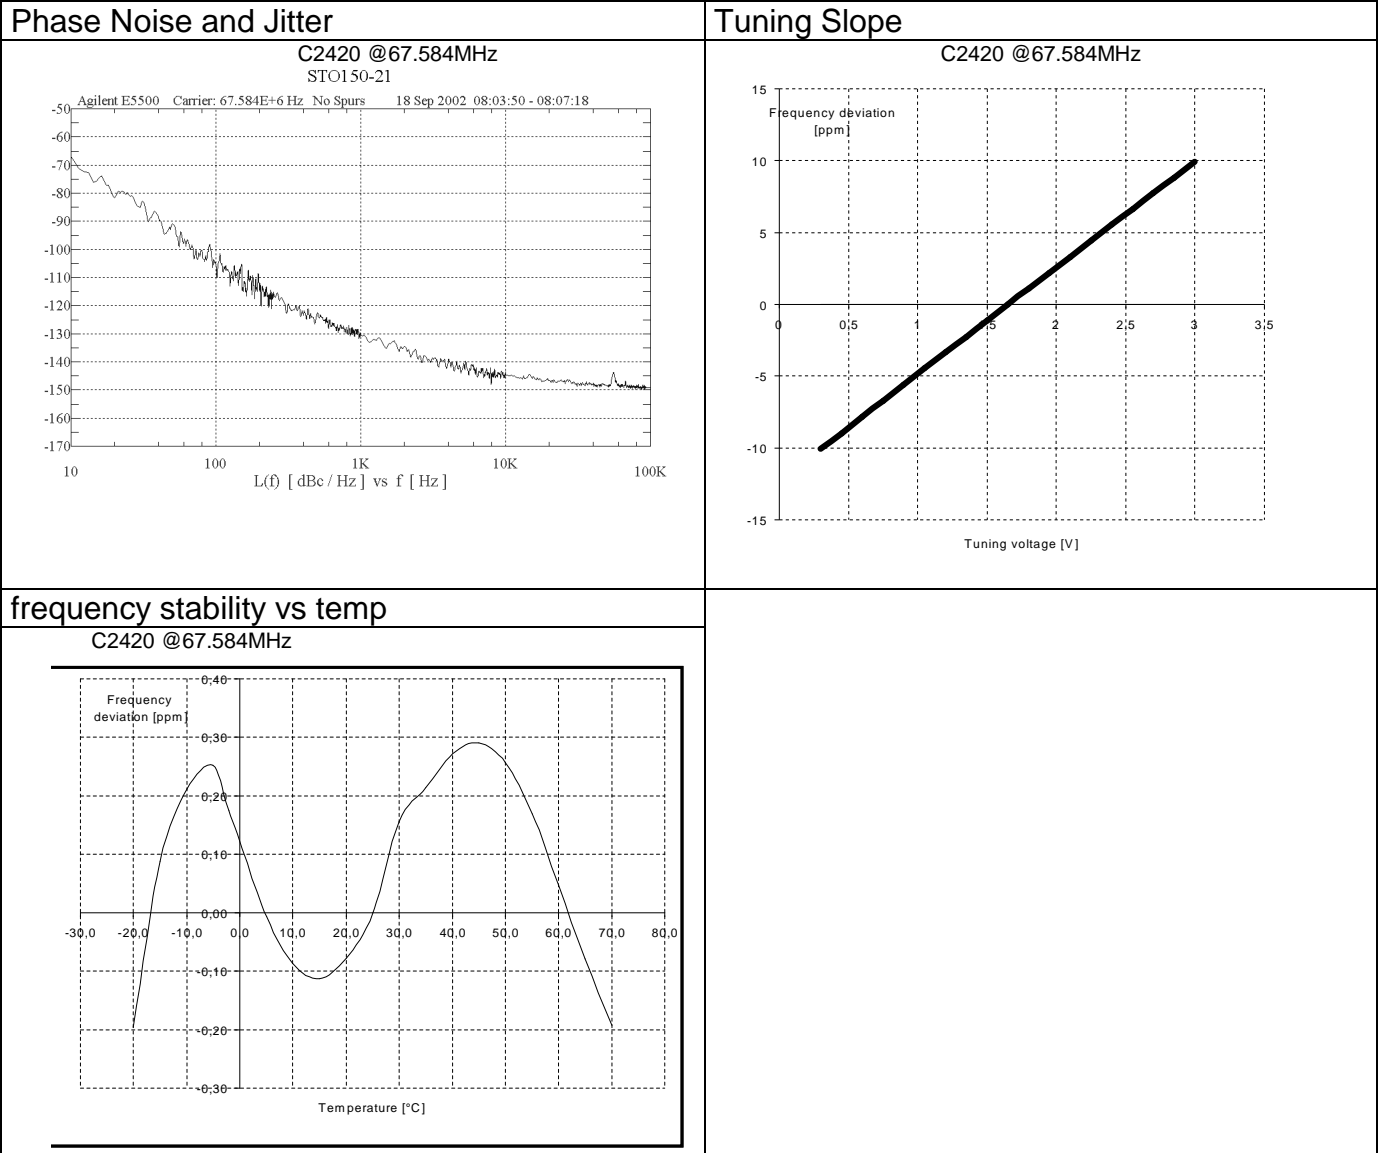 Phase Noise and Jitter
C2420 @67.584MHz
STO150-21
Agilent E5500 Carrier: 67.584E+6 Hz No Spurs 18 Sep 2002 08:03:50 - 08:07:18
-50
-60
-70
-80
-90
-100
-110
-120
-130
-140
-150
-160
-170
10 100 1K 10K 100K
L(f) [ dBc / Hz ] vs f [ Hz ]
Tuning Slope
C2420 @67.584MHz
Frequency deviation
[ppm]
15
10
5
0
-5
-10
-15
0 0,5 1 1,5 2 2,5 3 3,5
Tuning voltage [V]
frequency stability vs temp
C2420 @67.584MHz
Frequency
deviation [ppm]
0,40
0,30
0,20
0,10
0,00
-0,10
-0,20
-0,30
-30,0 -20,0 -10,0 0,0 10,0 20,0 30,0 40,0 50,0 60,0 70,0 80,0
Temperature [°C]